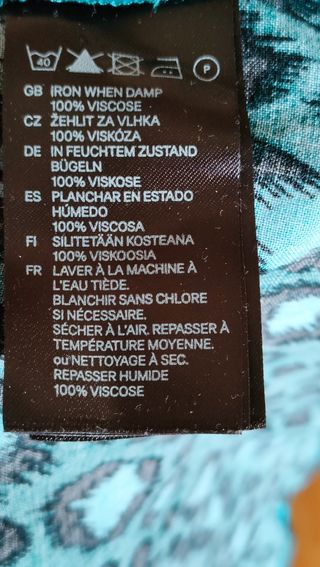 40 P
GB IRON WHEN DAMP
100% VISCOSE
CZ ŽEHLIT ZA VLHKA
100% VISKÓZA
DE IN FEUCHTEM ZUSTAND
BÜGELN
100% VISKOSE
ES PLANCHAR EN ESTADO
HÚMEDO
100% VISCOSA
FI SILITETÄÄN KOSTEANA
100% VISKOOSIA
FR LAVER À LA MACHINE À
L'EAU TIÈDE.
BLANCHIR SANS CHLORE
SI NÉCESSAIRE.
SÉCHER À L'AIR. REPASSER À
TEMPÉRATURE MOYENNE.
ou NETTOYAGE À SEC.
REPASSER HUMIDE
100% VISCOSE